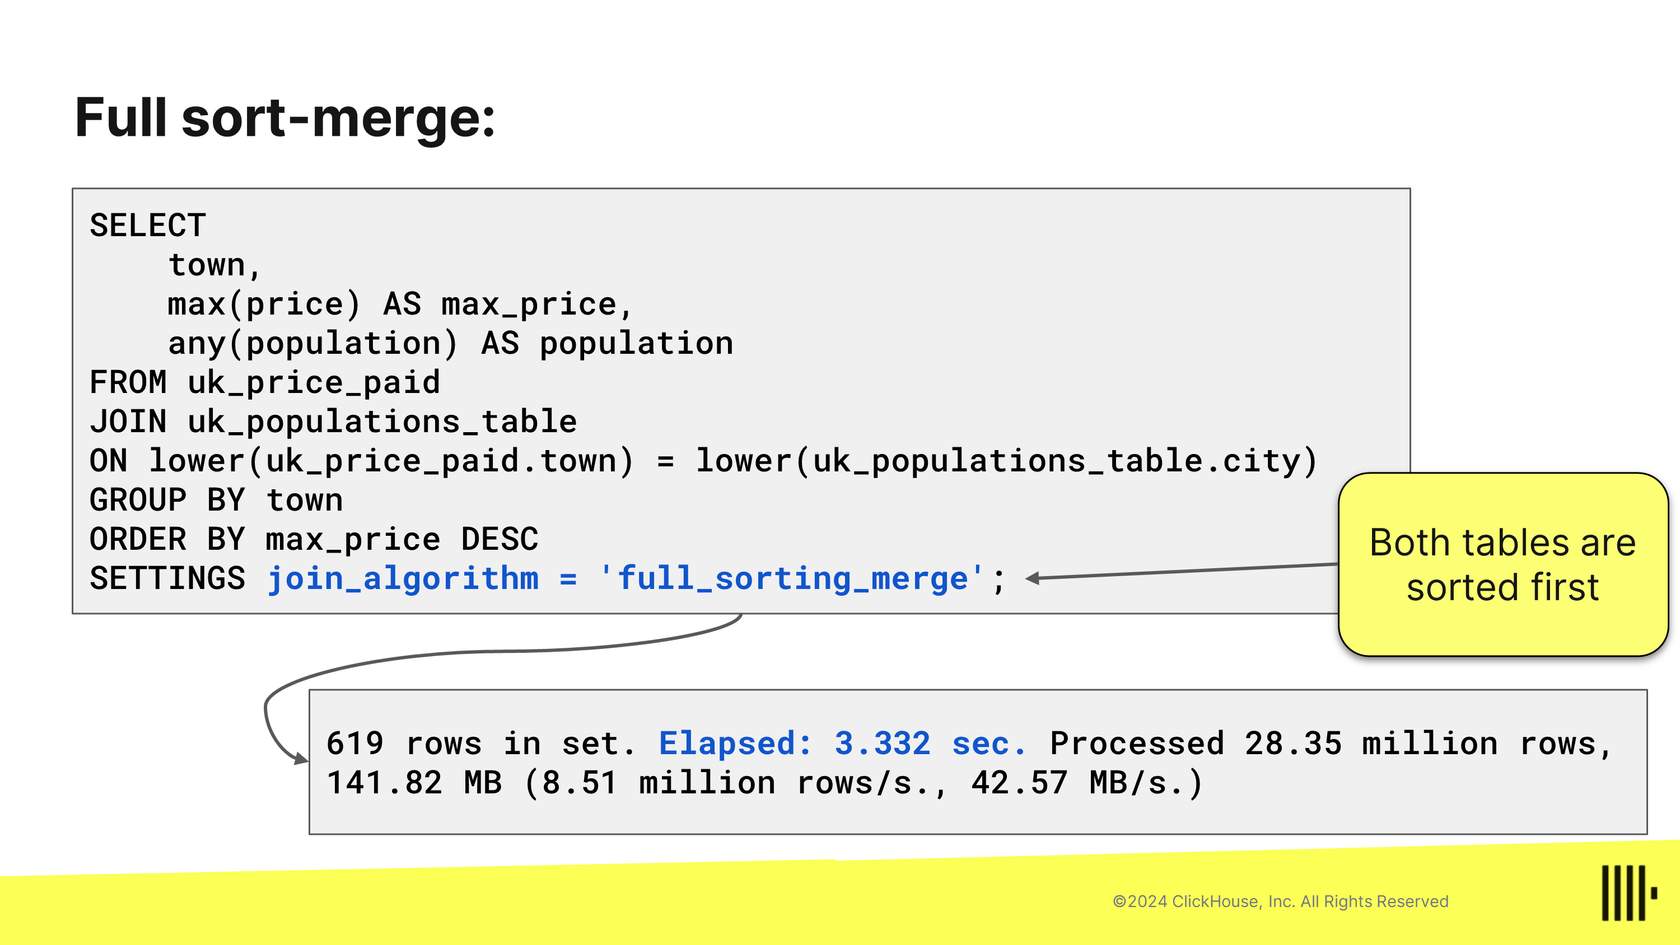 Full sort-merge:
SELECT
    town,
    max(price) AS max_price,
    any(population) AS population
FROM uk_price_paid
JOIN uk_populations_table
ON lower(uk_price_paid.town) = lower(uk_populations_table.city)
GROUP BY town
ORDER BY max_price DESC
SETTINGS join_algorithm = 'full_sorting_merge';
Both tables are
sorted first
619 rows in set. Elapsed: 3.332 sec. Processed 28.35 million rows,
141.82 MB (8.51 million rows/s., 42.57 MB/s.)
©2024 ClickHouse, Inc. All Rights Reserved